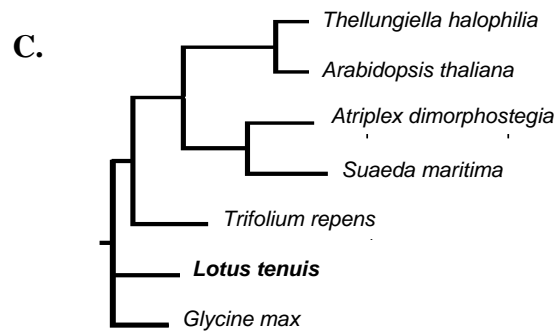 C.
Thellungiella halophilia
Arabidopsis thaliana
Atriplex dimorphostegia
Suaeda maritima
Trifolium repens
Lotus tenuis
Glycine max